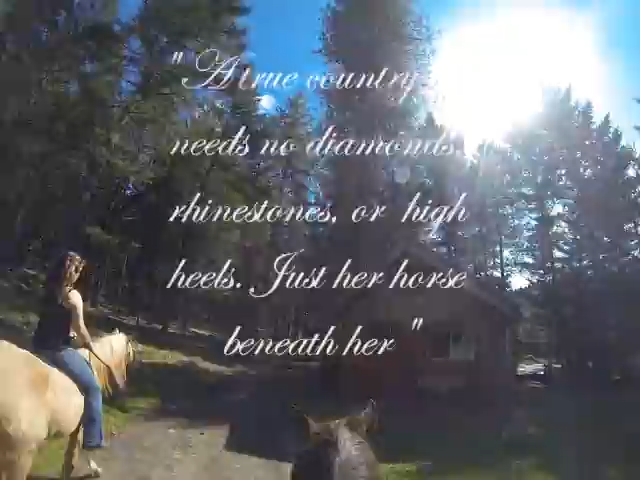 "A true country
needs no diamonds,
rhinestones, or high
heels. Just her horse
beneath her "